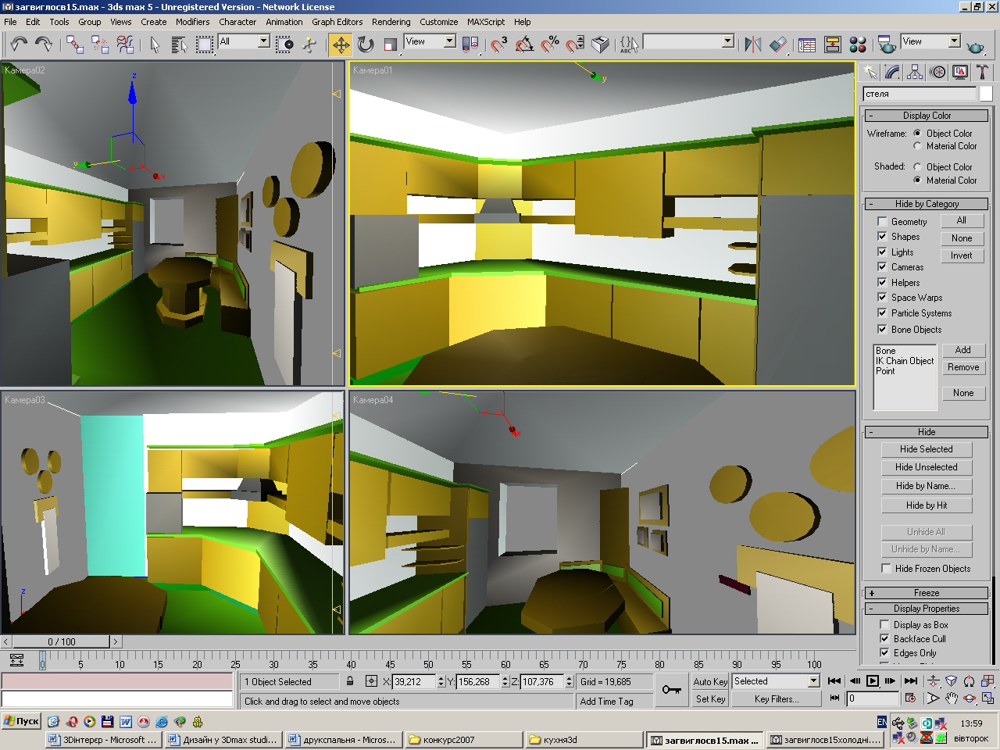 загвиглосв15.max - 3ds max 5 - Unregistered Version - Network License
File Edit Tools Group Views Create Modifiers Character Animation Graph Editors Rendering Customize MAXScript Help
All View View
Камера02
Камера01
Камера03
Камера04
стеля
- Display Color
Wireframe: Object Color
Material Color
Shaded: Object Color
Material Color
- Hide by Category
Geometry All
Shapes None
Lights Invert
Cameras
Helpers
Space Warps
Particle Systems
Bone Objects
Bone Add
IK Chain Object Remove
Point
None
- Hide
Hide Selected
Hide Unselected
Hide by Name...
Hide by Hit
Unhide All
Unhide by Name...
Hide Frozen Objects
+ Freeze
- Display Properties
Display as Box
Backface Cull
Edges Only
< 0 / 100 >
0 5 10 15 20 25 30 35 40 45 50 55 60 65 70 75 80 85 90 95 100
1 Object Selected X: 39,212 Y: 156,268 Z: 107,376 Grid = 19,685 Auto Key Selected
Click and drag to select and move objects Add Time Tag Set Key Key Filters... 0
Пуск EN 13:59
3Dінтерєр - Microsoft ... Дизайн у 3Dmax studi... друкспальня - Micros... конкурс2007 кухня3d загвиглосв15.max ... загвиглосв15холодні.... вівторок